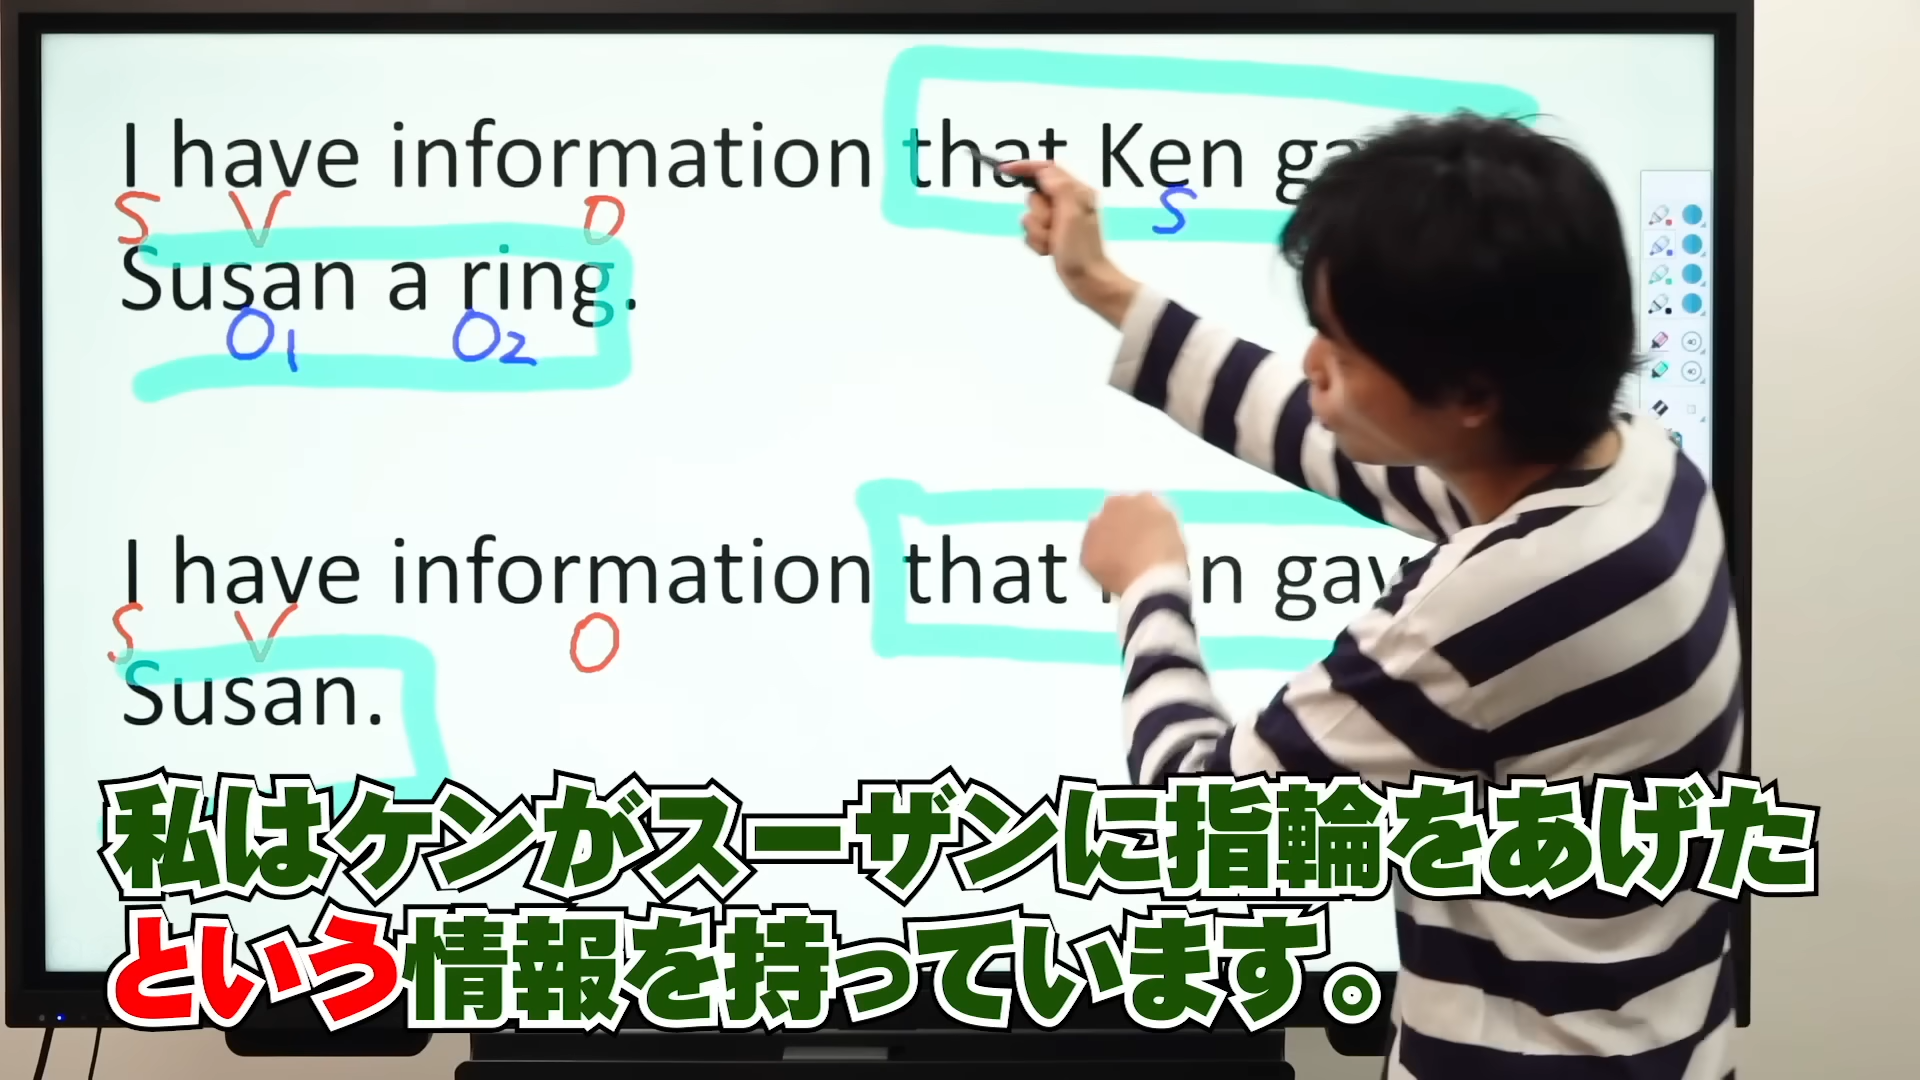 I have information that Ken
S V O S
Susan a ring.
O1 O2
I have information that
S V O
Susan.
私はケンがスーザンに指輪をあげた
という情報を持っています。